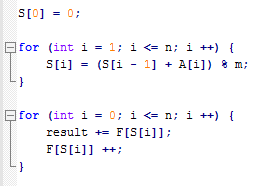 S[0] = 0;
for (int i = 1; i <= n; i ++) {
S[i] = (S[i - 1] + A[i]) % m;
}
for (int i = 0; i <= n; i ++) {
result += F[S[i]];
F[S[i]] ++;
}